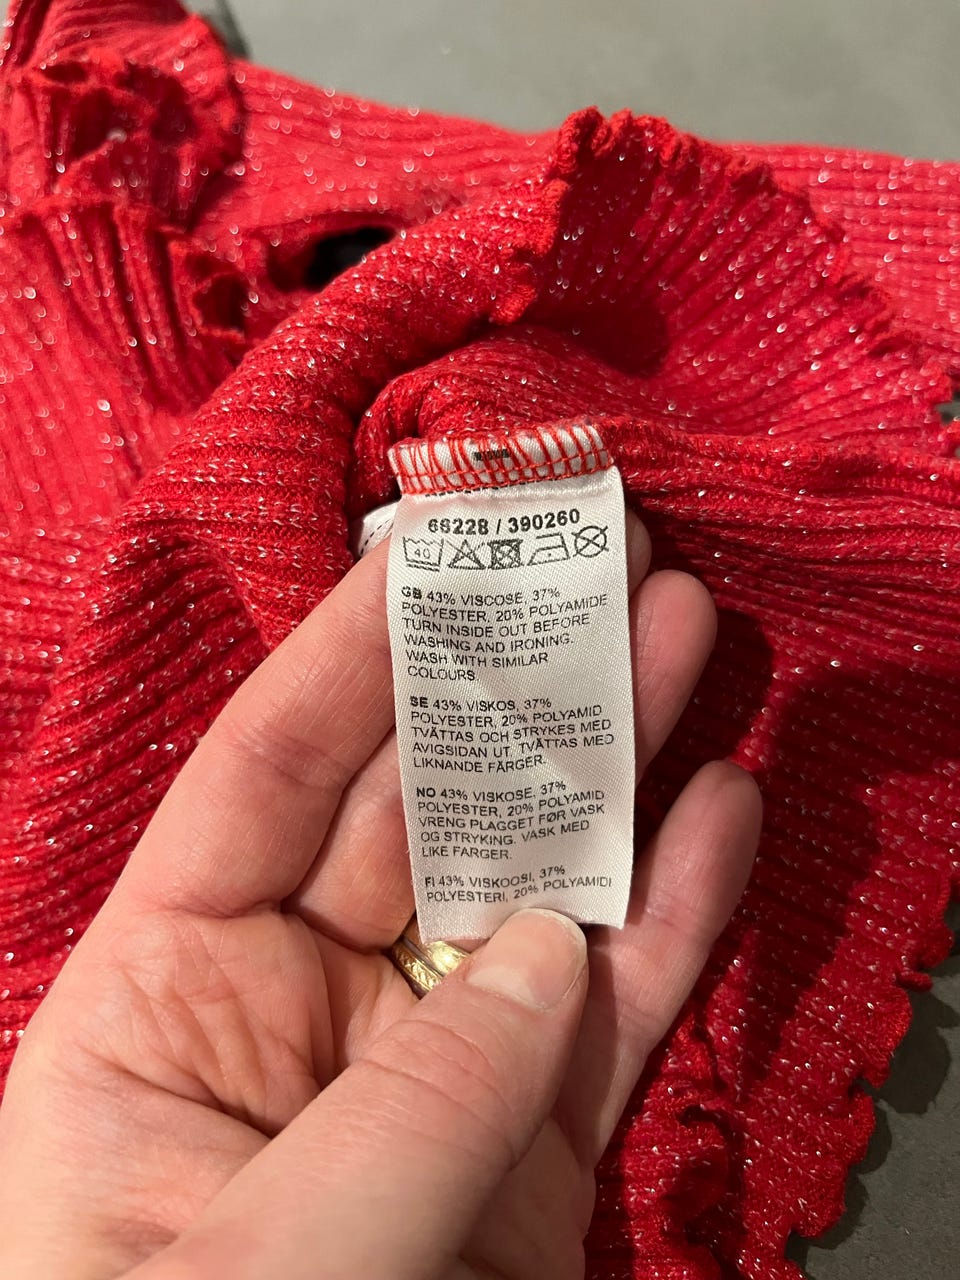 66228 / 390260
40
GB 43% VISCOSE, 37%
POLYESTER, 20% POLYAMIDE
TURN INSIDE OUT BEFORE
WASHING AND IRONING.
WASH WITH SIMILAR
COLOURS
SE 43% VISKOS, 37%
POLYESTER, 20% POLYAMID
TVÄTTAS OCH STRYKES MED
AVIGSIDAN UT. TVÄTTAS MED
LIKNANDE FÄRGER.
NO 43% VISKOSE, 37%
POLYESTER, 20% POLYAMID
VRENG PLAGGET FØR VASK
OG STRYKING. VASK MED
LIKE FARGER.
FI 43% VISKOOSI, 37%
POLYESTERI, 20% POLYAMIDI